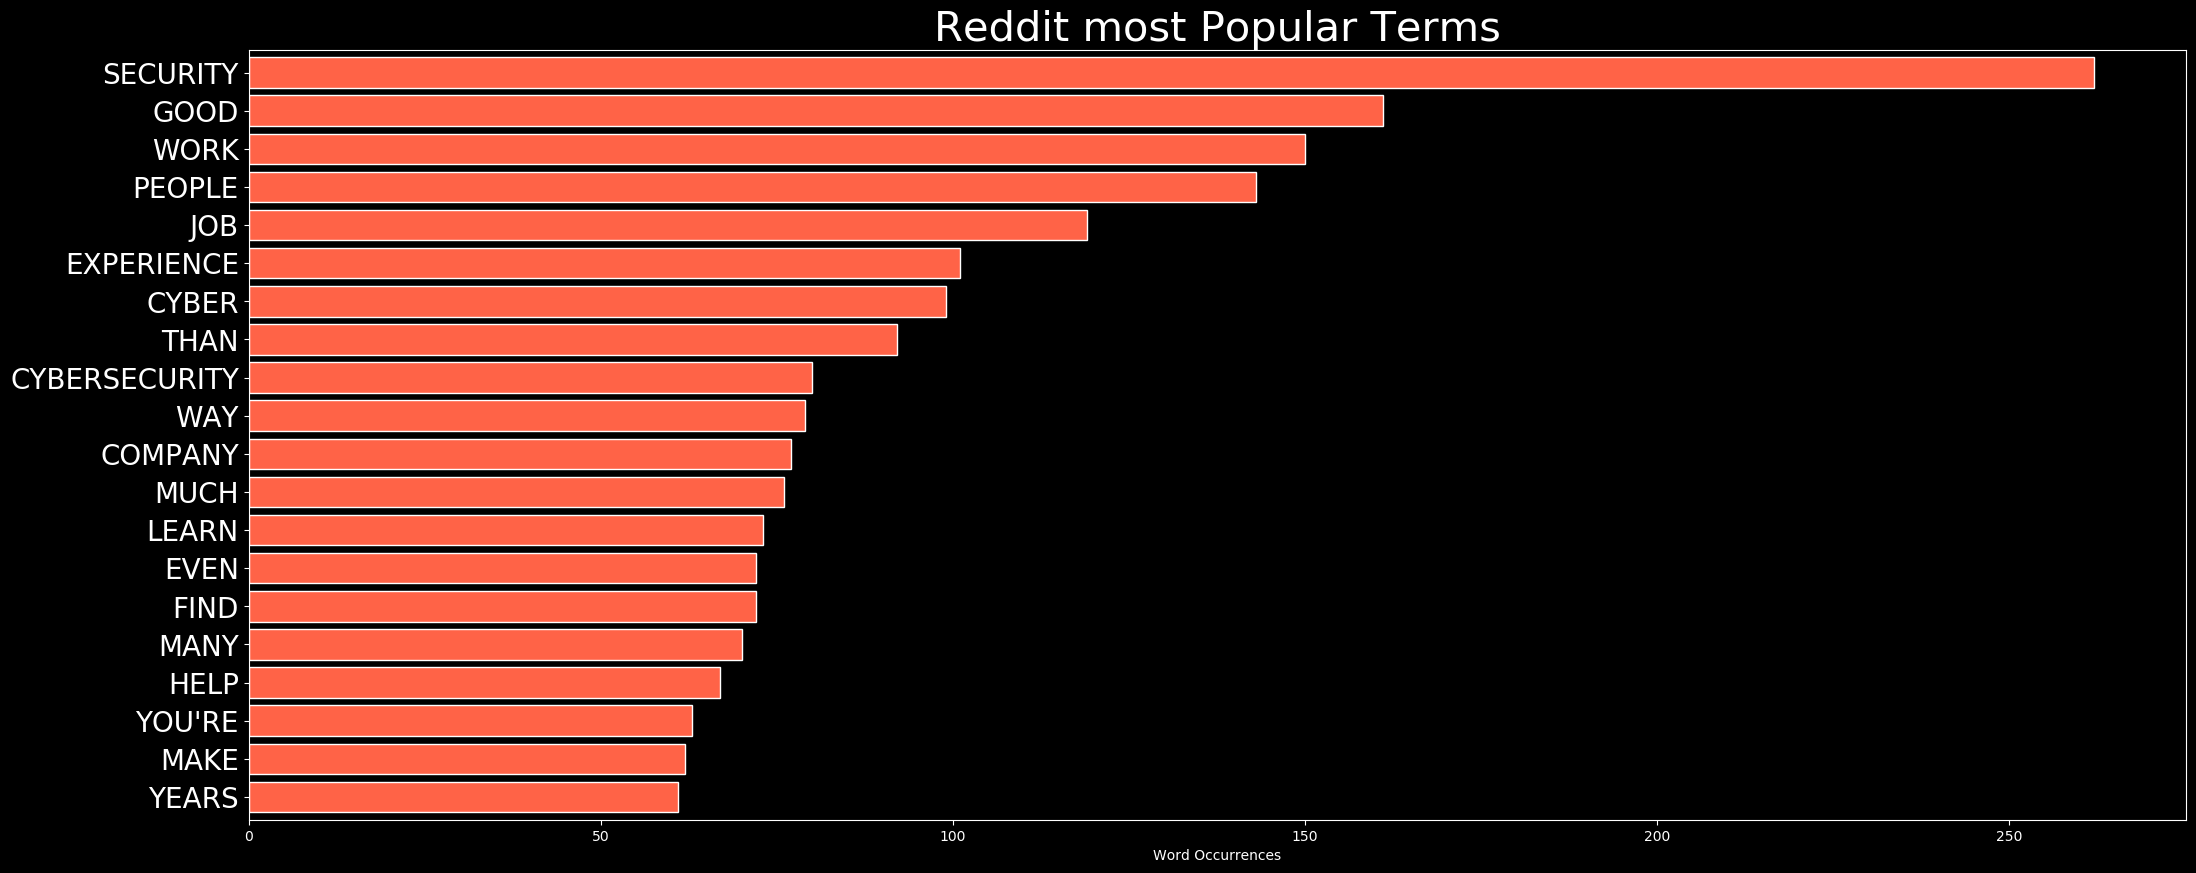 Reddit most Popular Terms
SECURITY
GOOD
WORK
PEOPLE
JOB
EXPERIENCE
CYBER
THAN
CYBERSECURITY
WAY
COMPANY
MUCH
LEARN
EVEN
FIND
MANY
HELP
YOU'RE
MAKE
YEARS
0 50 100 150 200 250
Word Occurrences